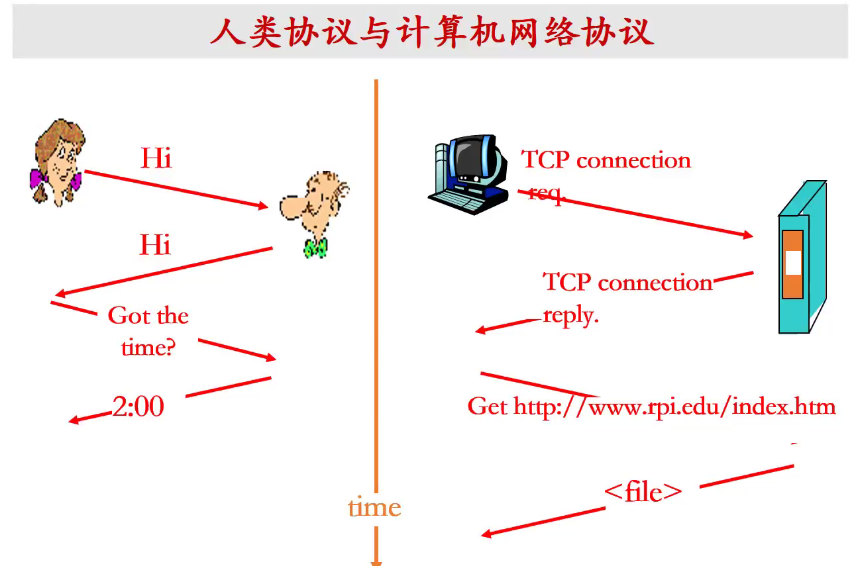 人类协议与计算机网络协议
Hi
Hi
Got the
time?
2:00
TCP connection
req.
TCP connection
reply.
Get http://www.rpi.edu/index.htm
<file>
time